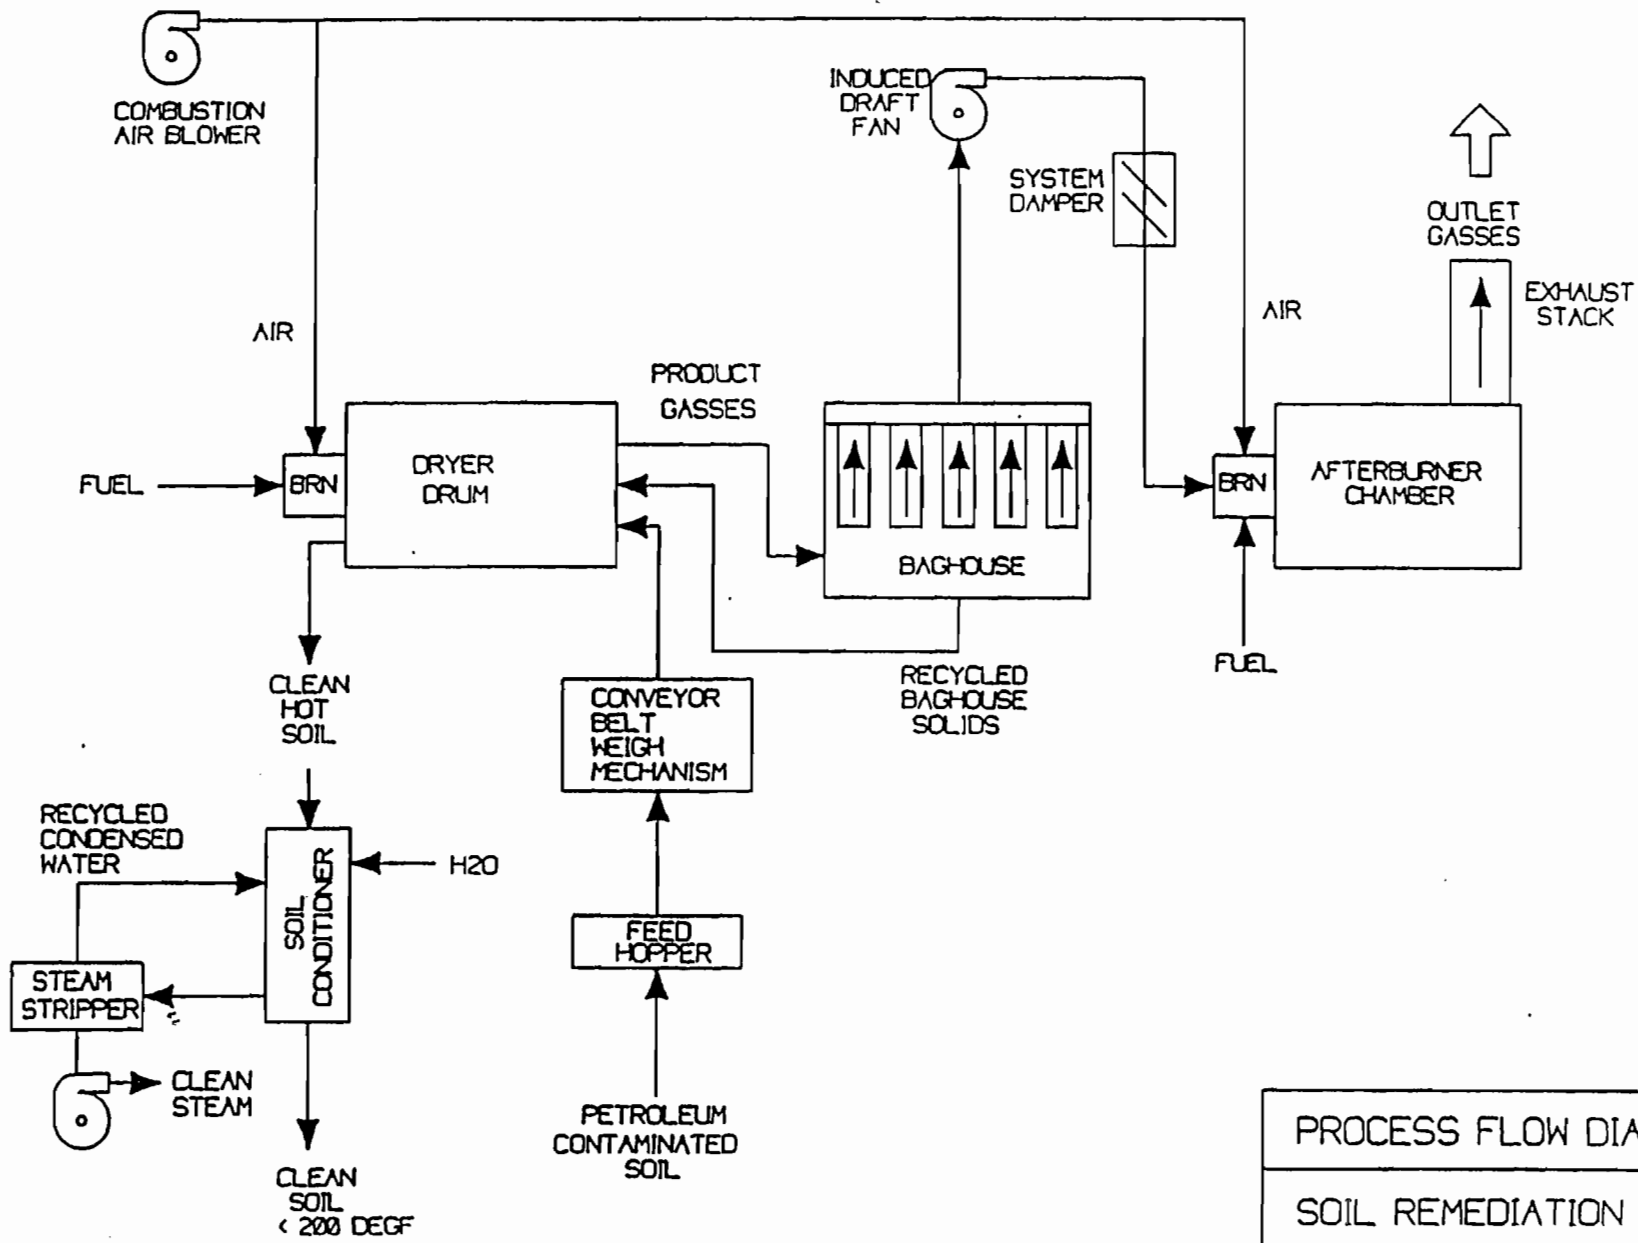 COMBUSTION
AIR BLOWER
INDUCED
DRAFT
FAN
SYSTEM
DAMPER
OUTLET
GASSES
EXHAUST
STACK
AIR
AIR
PRODUCT
GASSES
FUEL
BRN
DRYER
DRUM
BAGHOUSE
BRN
AFTERBURNER
CHAMBER
FUEL
CLEAN
HOT
SOIL
CONVEYOR
BELT
WEIGH
MECHANISM
RECYCLED
BAGHOUSE
SOLIDS
RECYCLED
CONDENSED
WATER
SOIL
CONDITIONER
H2O
FEED
HOPPER
STEAM
STRIPPER
CLEAN
STEAM
PETROLEUM
CONTAMINATED
SOIL
CLEAN
SOIL
< 200 DEGF
PROCESS FLOW DIA
SOIL REMEDIATION